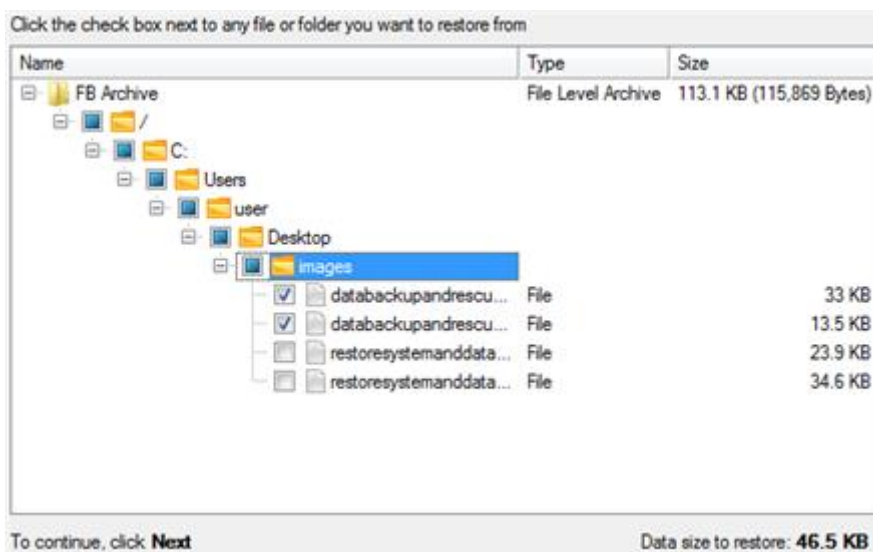 Click the check box next to any file or folder you want to restore from
Name Type Size
FB Archive File Level Archive 113.1 KB (115,869 Bytes)
/
C:
Users
user
Desktop
images
databackupandrescu... File 33 KB
databackupandrescu... File 13.5 KB
restoresystemanddata... File 23.9 KB
restoresystemanddata... File 34.6 KB
To continue, click Next Data size to restore: 46.5 KB